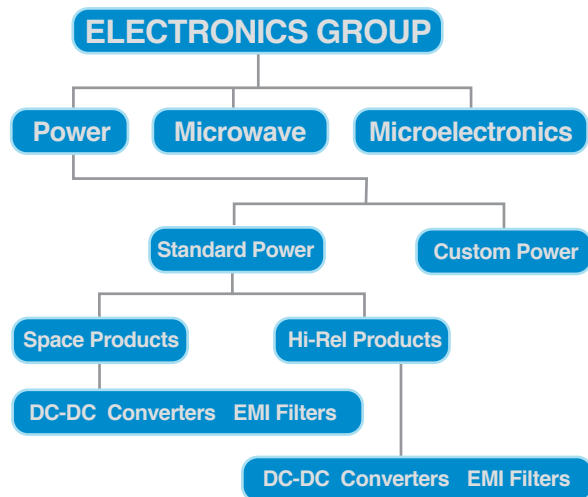 ELECTRONICS GROUP
Power
Microwave
Microelectronics
Standard Power
Custom Power
Space Products
Hi-Rel Products
DC-DC Converters EMI Filters
DC-DC Converters EMI Filters